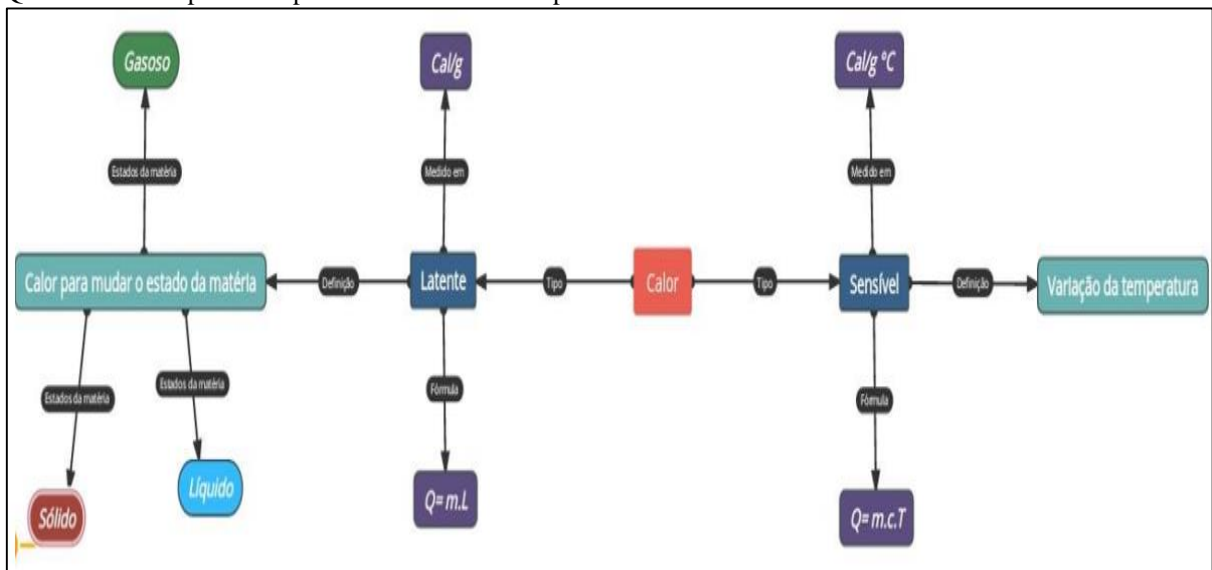 Gasoso
Cal/g
Cal/g °C
Estados da matéria
Medido em
Medido em
Calor para mudar o estado da matéria
Definição
Latente
Tipo
Calor
Tipo
Sensível
Definição
Variação da temperatura
Estados da matéria
Estados da matéria
Fórmula
Fórmula
Sólido
Líquido
Q= m.L
Q= m.c.T